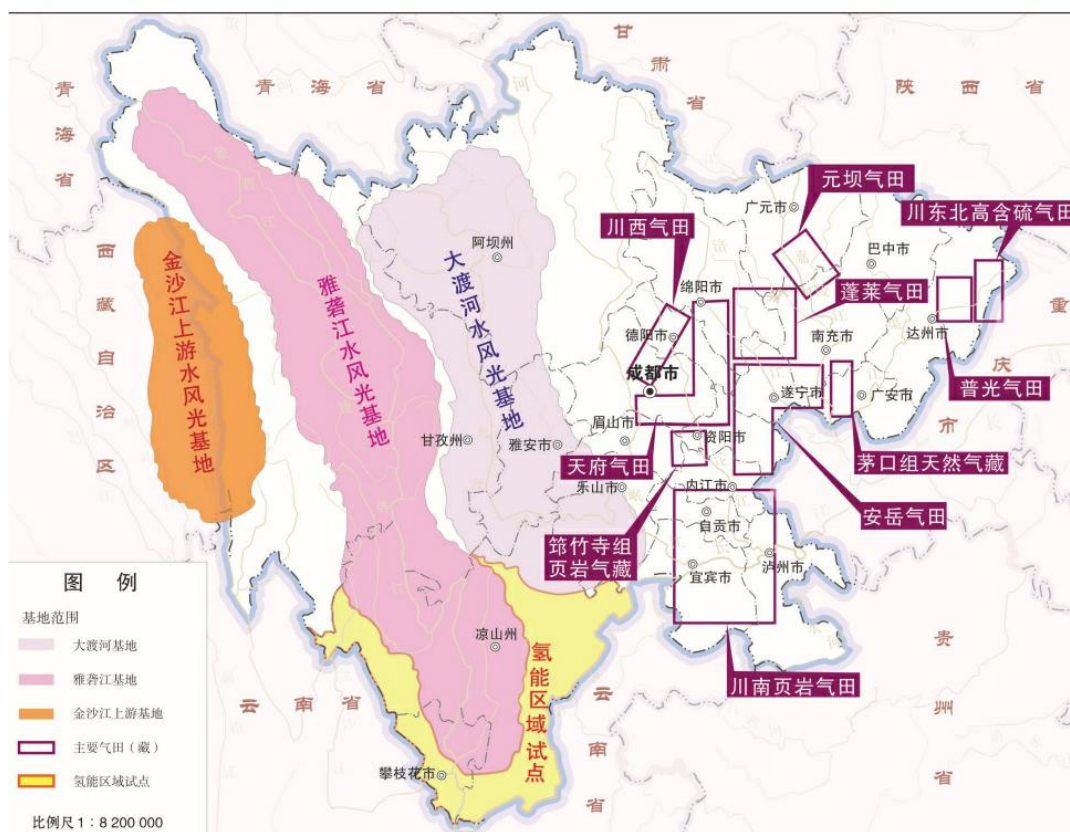 青海省
青海省
甘肃省
陕西省
西藏自治区
重庆市
云南省
云南省
贵州省
河
金沙江上游水风光基地
雅砻江水风光基地
大渡河水风光基地
氢能区域试点
元坝气田
川东北高含硫气田
川西气田
蓬莱气田
普光气田
天府气田
茅口组天然气藏
安岳气田
筇竹寺组
页岩气藏
川南页岩气田
广元市
巴中市
阿坝州
绵阳市
德阳市
南充市
达州市
成都市
遂宁市
广安市
眉山市
资阳市
甘孜州
雅安市
乐山市
内江市
自贡市
宜宾市
泸州市
凉山州
攀枝花市
图 例
基地范围
大渡河基地
雅砻江基地
金沙江上游基地
主要气田（藏）
氢能区域试点
比例尺 1：8 200 000